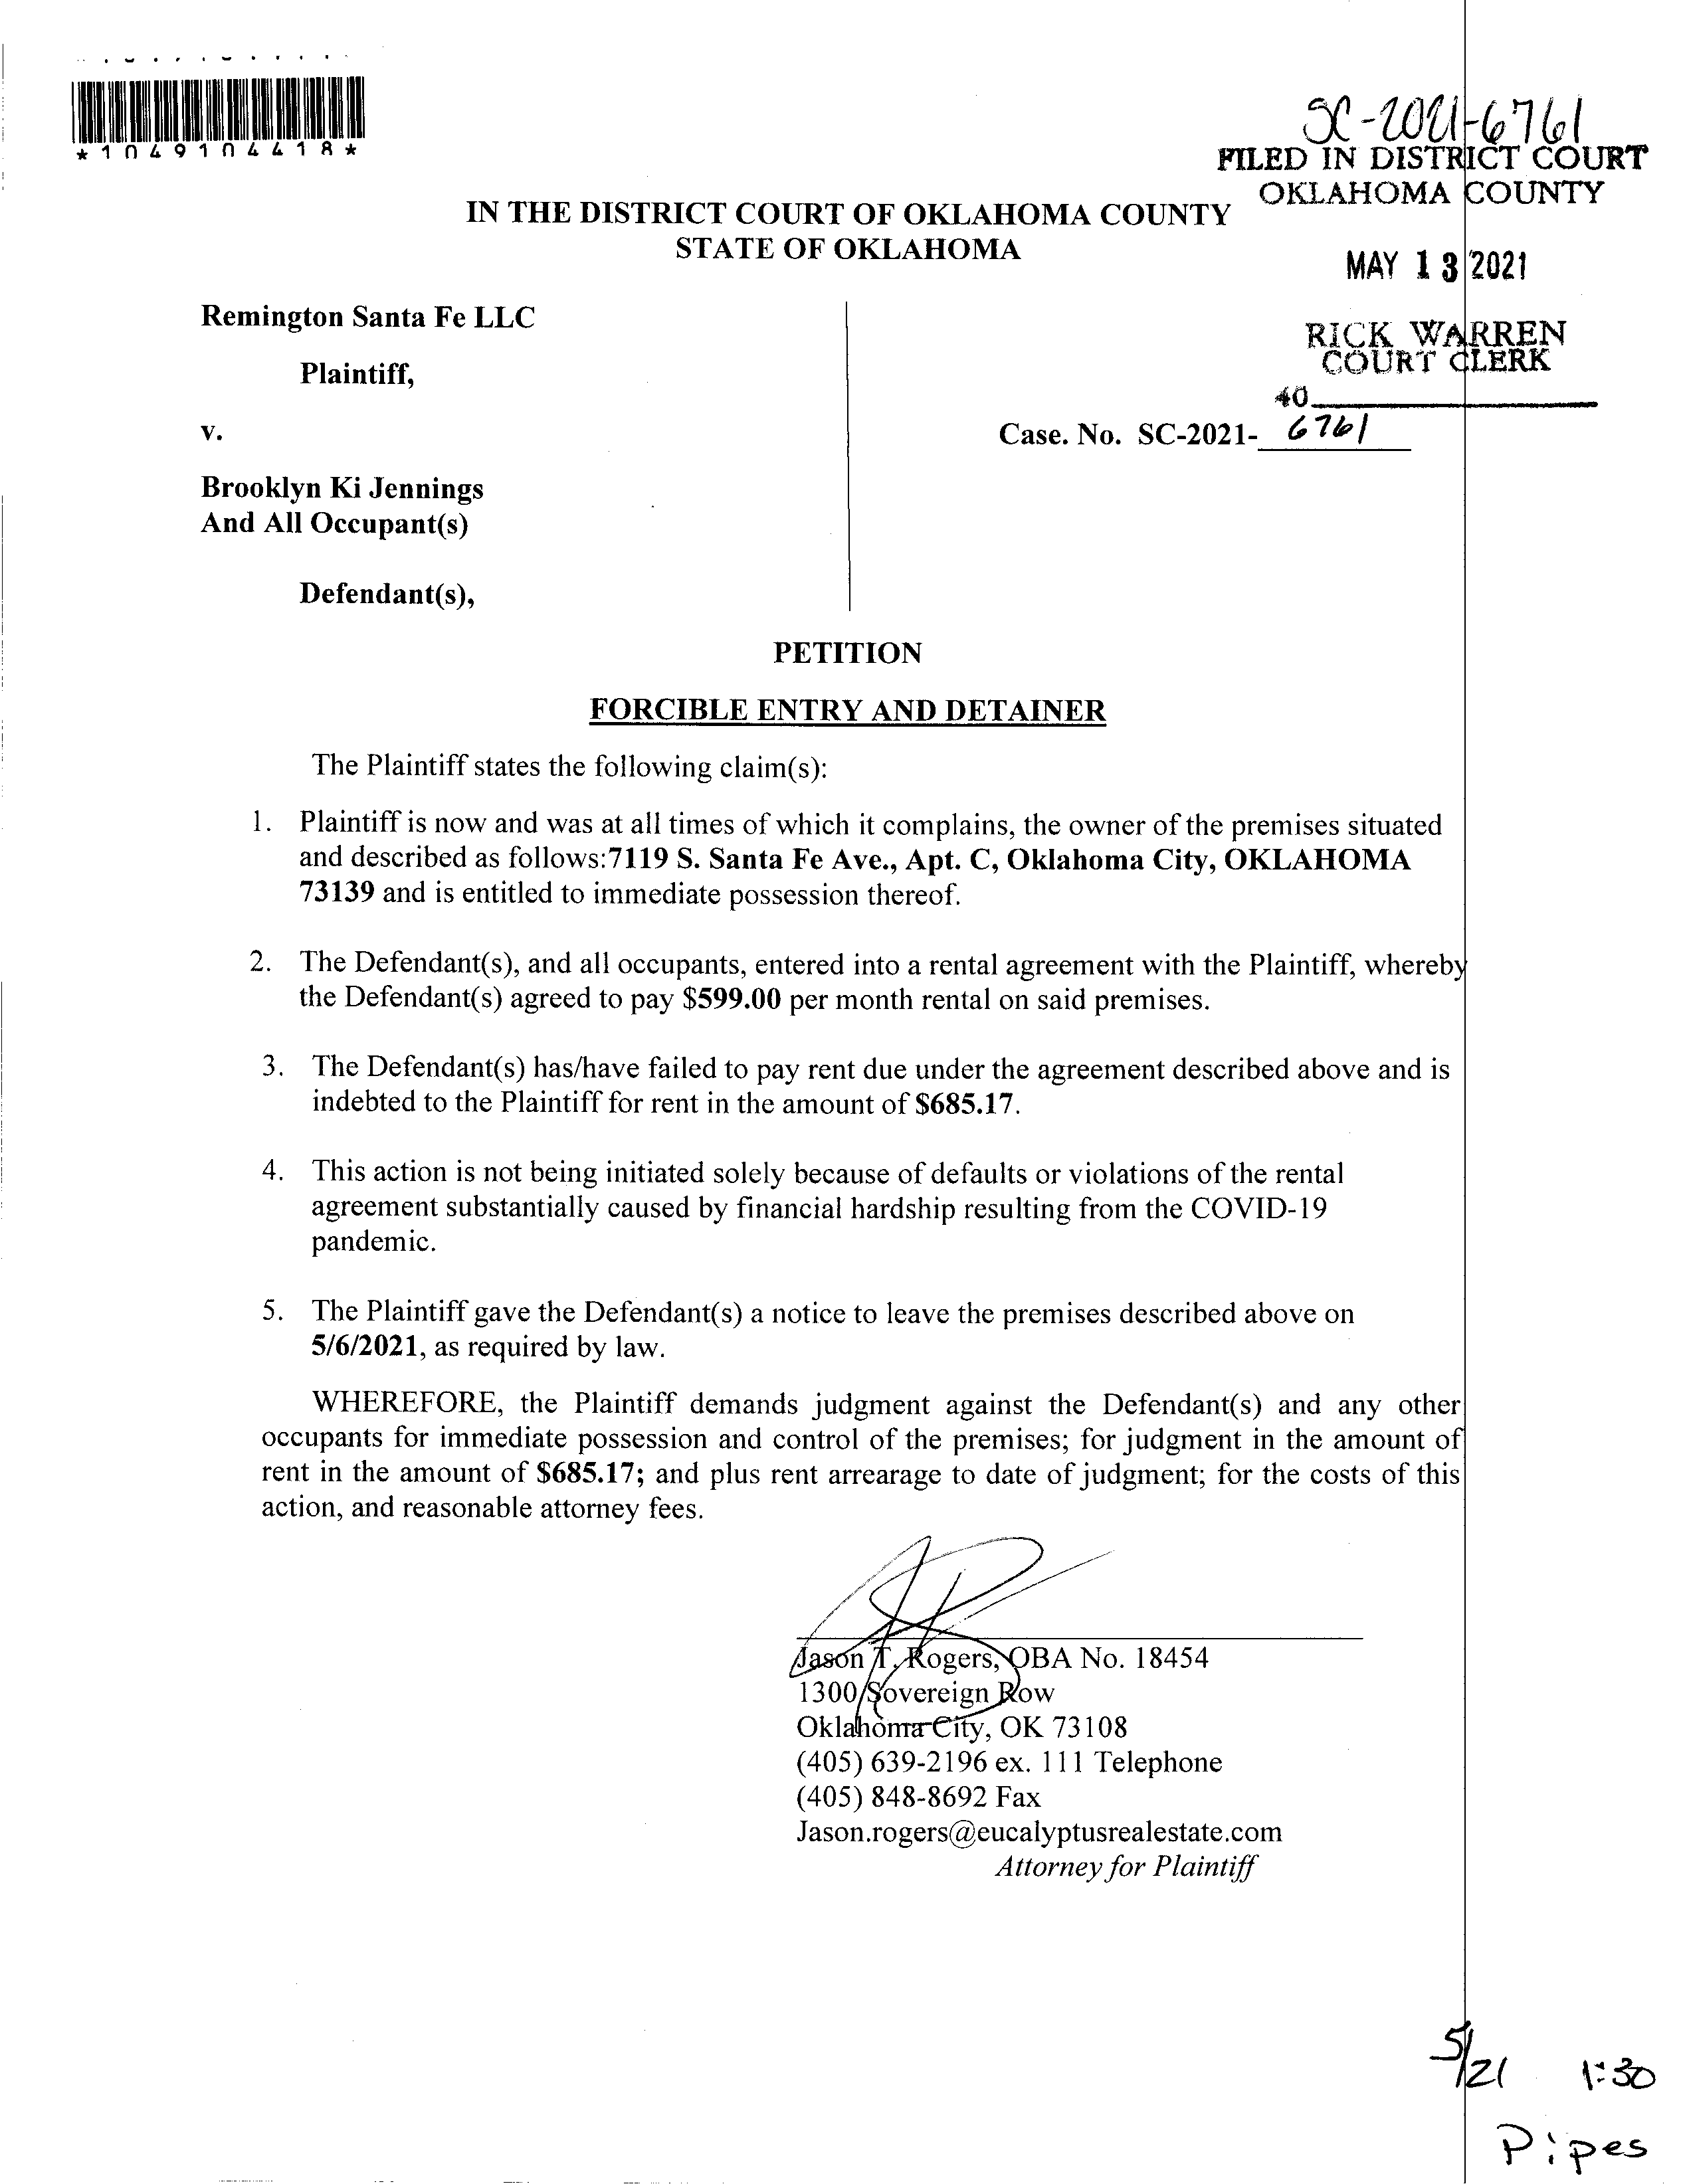 *1049104418*
SC-2021-6761
FILED IN DISTRICT COURT
OKLAHOMA COUNTY
IN THE DISTRICT COURT OF OKLAHOMA COUNTY
STATE OF OKLAHOMA
MAY 13 2021
RICK WARREN
COURT CLERK
40
Remington Santa Fe LLC
Plaintiff,
v.
Case. No. SC-2021- 6761
Brooklyn Ki Jennings
And All Occupant(s)
Defendant(s),
PETITION
FORCIBLE ENTRY AND DETAINER
The Plaintiff states the following claim(s):
1. Plaintiff is now and was at all times of which it complains, the owner of the premises situated
and described as follows:7119 S. Santa Fe Ave., Apt. C, Oklahoma City, OKLAHOMA
73139 and is entitled to immediate possession thereof.
2. The Defendant(s), and all occupants, entered into a rental agreement with the Plaintiff, whereby
the Defendant(s) agreed to pay $599.00 per month rental on said premises.
3. The Defendant(s) has/have failed to pay rent due under the agreement described above and is
indebted to the Plaintiff for rent in the amount of $685.17.
4. This action is not being initiated solely because of defaults or violations of the rental
agreement substantially caused by financial hardship resulting from the COVID-19
pandemic.
5. The Plaintiff gave the Defendant(s) a notice to leave the premises described above on
5/6/2021, as required by law.
WHEREFORE, the Plaintiff demands judgment against the Defendant(s) and any other
occupants for immediate possession and control of the premises; for judgment in the amount of
rent in the amount of $685.17; and plus rent arrearage to date of judgment; for the costs of this
action, and reasonable attorney fees.
Jason T. Rogers, OBA No. 18454
1300 Sovereign Row
Oklahoma City, OK 73108
(405) 639-2196 ex. 111 Telephone
(405) 848-8692 Fax
Jason.rogers@eucalyptusrealestate.com
Attorney for Plaintiff
5/21 1:30
Pipes